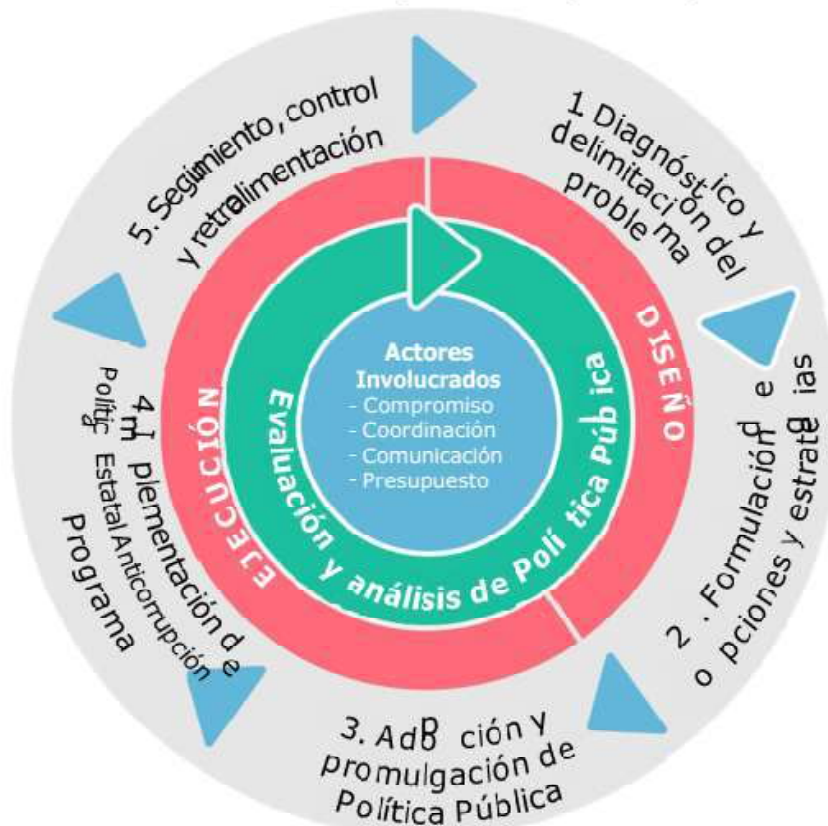 1. Diagnóstico y
delimitación del
problema
2. Formulación de
opciones y estrategias
3. Adopción y
promulgación de
Política Pública
4. Implementación de
Política Estatal Anticorrupción
Programa
5. Seguimiento, control
y retroalimentación
DISEÑO
EJECUCIÓN
Evaluación y análisis de Política Pública
Actores
Involucrados
- Compromiso
- Coordinación
- Comunicación
- Presupuesto